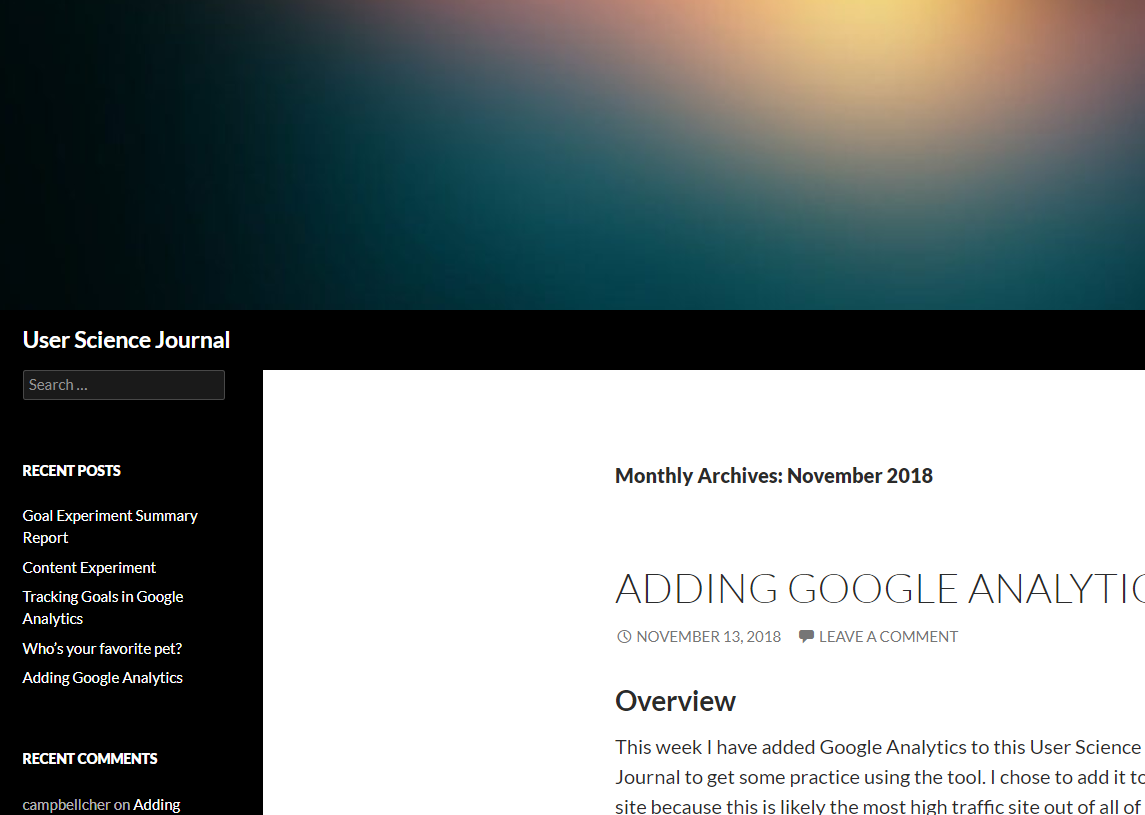 User Science Journal
Search ...
RECENT POSTS
Goal Experiment Summary
Report
Content Experiment
Tracking Goals in Google
Analytics
Who's your favorite pet?
Adding Google Analytics
RECENT COMMENTS
campbellcher on Adding
Monthly Archives: November 2018
ADDING GOOGLE ANALYTIC
NOVEMBER 13, 2018 LEAVE A COMMENT
Overview
This week I have added Google Analytics to this User Science
Journal to get some practice using the tool. I chose to add it to
site because this is likely the most high traffic site out of all of